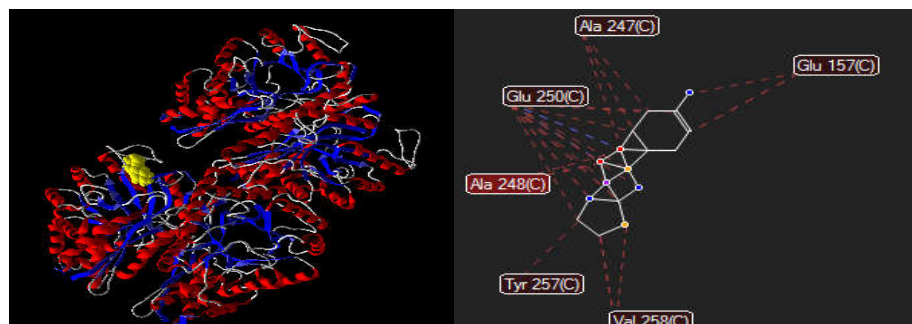 Ala 247(C)
Glu 157(C)
Glu 250(C)
Ala 248(C)
Tyr 257(C)
Val 258(C)